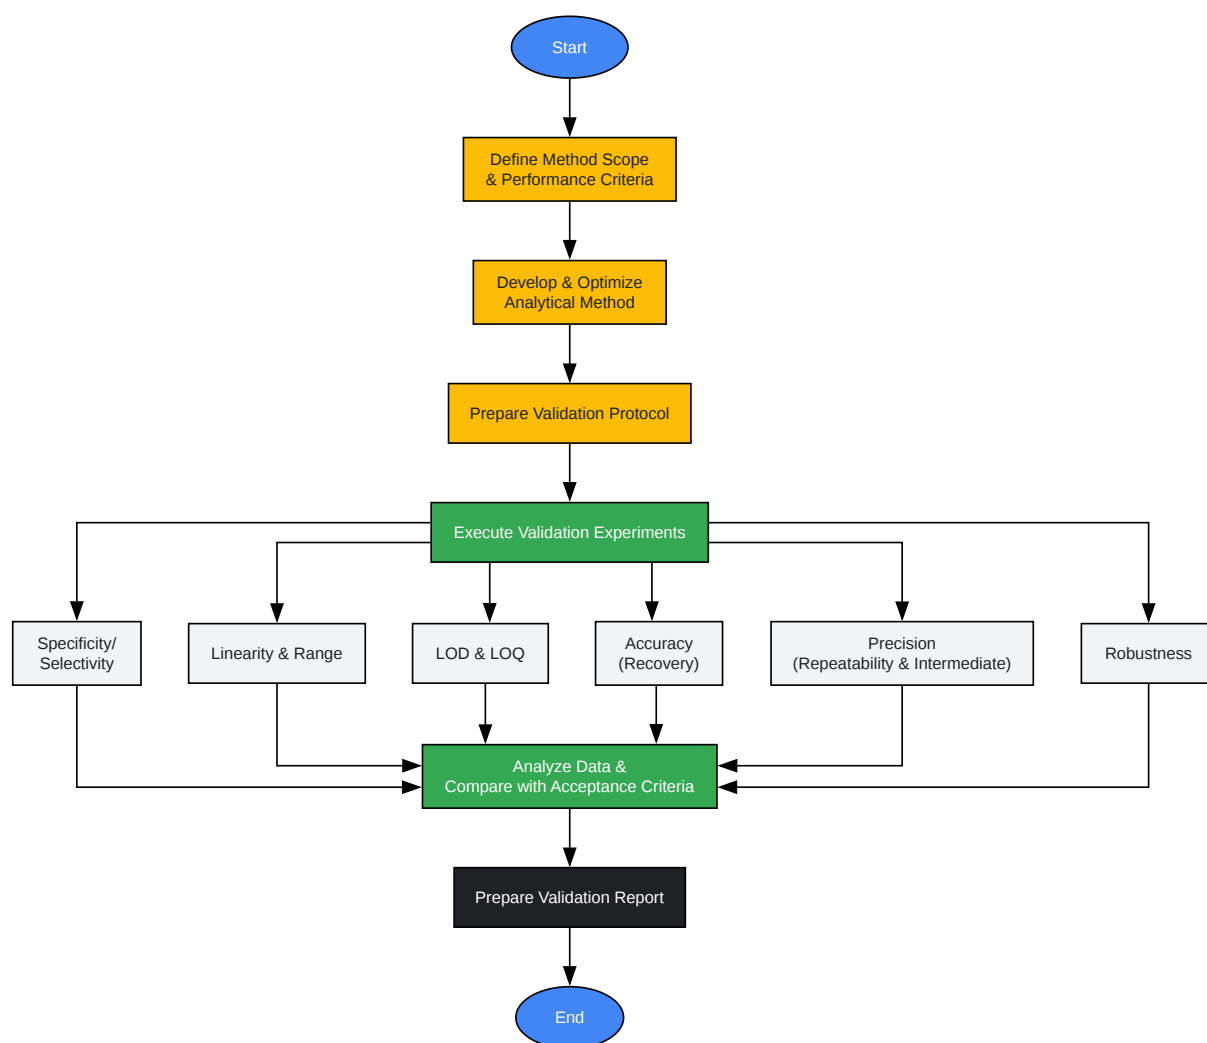 Start
Define Method Scope
& Performance Criteria
Develop & Optimize
Analytical Method
Prepare Validation Protocol
Execute Validation Experiments
Specificity/
Selectivity
Linearity & Range
LOD & LOQ
Accuracy
(Recovery)
Precision
(Repeatability & Intermediate)
Robustness
Analyze Data &
Compare with Acceptance Criteria
Prepare Validation Report
End